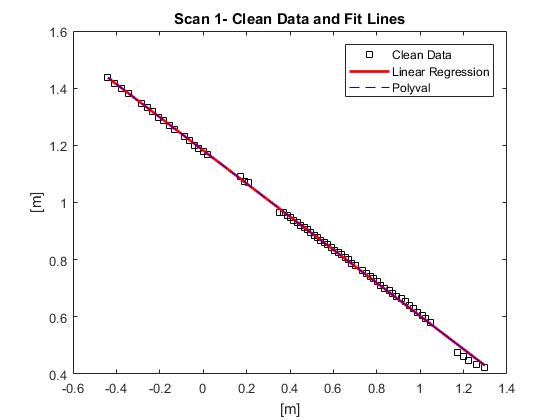 Scan 1- Clean Data and Fit Lines
Clean Data
Linear Regression
Polyval
1.6
1.4
1.2
1
0.8
0.6
0.4
[m]
-0.6 -0.4 -0.2 0 0.2 0.4 0.6 0.8 1 1.2 1.4
[m]